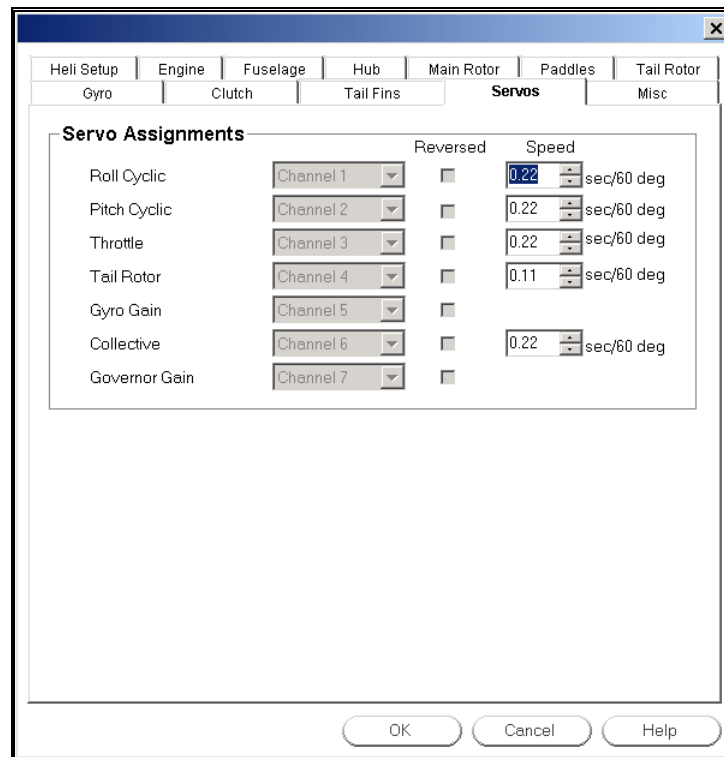 Heli Setup Engine Fuselage Hub Main Rotor Paddles Tail Rotor
Gyro Clutch Tail Fins Servos Misc
Servo Assignments
Reversed Speed
Roll Cyclic Channel 1 0.22 sec/60 deg
Pitch Cyclic Channel 2 0.22 sec/60 deg
Throttle Channel 3 0.22 sec/60 deg
Tail Rotor Channel 4 0.11 sec/60 deg
Gyro Gain Channel 5
Collective Channel 6 0.22 sec/60 deg
Governor Gain Channel 7
OK Cancel Help